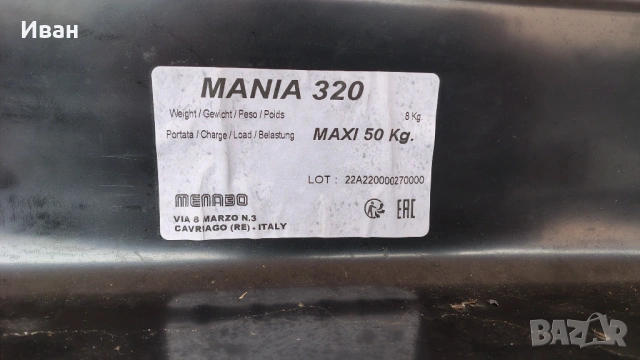 Иван
MANIA 320
Weight / Gewicht / Peso / Poids 8 Kg.
Portata / Charge / Load / Belastung MAXI 50 Kg.
LOT : 22A220000270000
MENABO
VIA 8 MARZO N.3
CAVRIAGO (RE) - ITALY
EAC
BAZAR